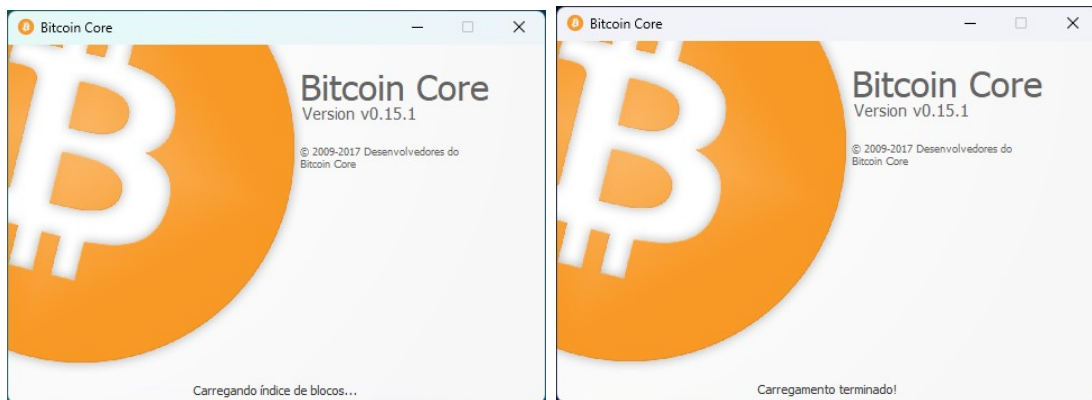 Bitcoin Core
Bitcoin Core
Version v0.15.1
© 2009-2017 Desenvolvedores do
Bitcoin Core
Carregando índice de blocos...
Bitcoin Core
Bitcoin Core
Version v0.15.1
© 2009-2017 Desenvolvedores do
Bitcoin Core
Carregamento terminado!